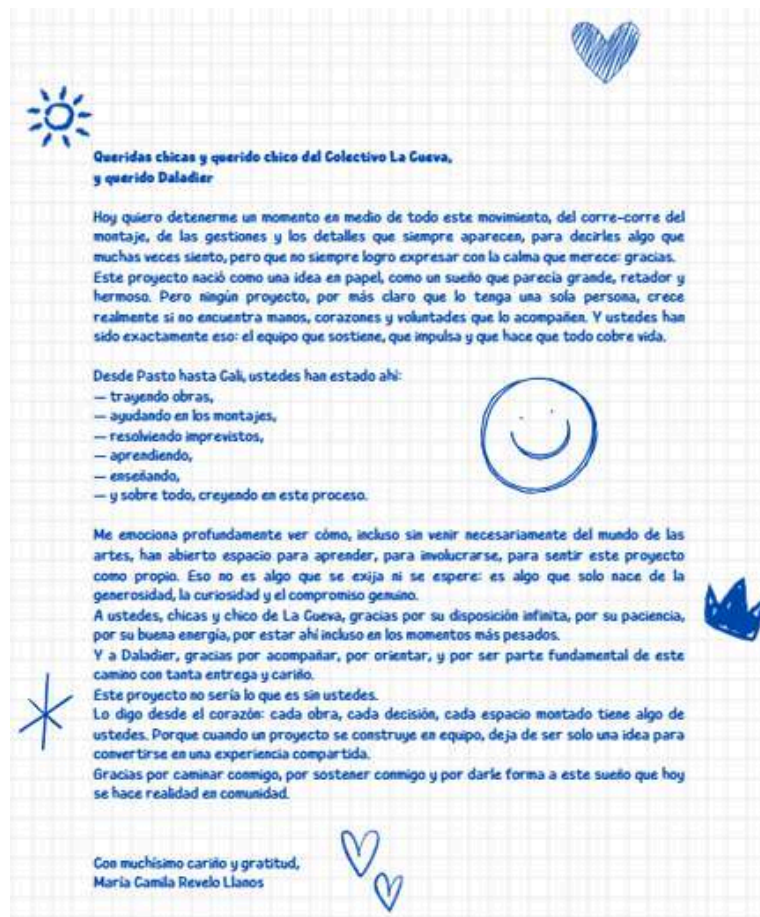 Queridas chicas y querido chico del Colectivo La Cueva,
y querido Daladier
Hoy quiero detenerme un momento en medio de todo este movimiento, del corre-corre del
montaje, de las gestiones y los detalles que siempre aparecen, para decirles algo que
muchas veces siento, pero que no siempre logro expresar con la calma que merece: gracias.
Este proyecto nació como una idea en papel, como un sueño que parecía grande, retador y
hermoso. Pero ningún proyecto, por más claro que lo tenga una sola persona, crece
realmente si no encuentra manos, corazones y voluntades que lo acompañen. Y ustedes han
sido exactamente eso: el equipo que sostiene, que impulsa y que hace que todo cobre vida.
Desde Pasto hasta Cali, ustedes han estado ahí:
— trayendo obras,
— ayudando en los montajes,
— resolviendo imprevistos,
— aprendiendo,
— enseñando,
— y sobre todo, creyendo en este proceso.
Me emociona profundamente ver cómo, incluso sin venir necesariamente del mundo de las
artes, han abierto espacio para aprender, para involucrarse, para sentir este proyecto
como propio. Eso no es algo que se exija ni se espere: es algo que solo nace de la
generosidad, la curiosidad y el compromiso genuino.
A ustedes, chicas y chico de La Cueva, gracias por su disposición infinita, por su paciencia,
por su buena energía, por estar ahí incluso en los momentos más pesados.
Y a Daladier, gracias por acompañar, por orientar, y por ser parte fundamental de este
camino con tanta entrega y cariño.
Este proyecto no sería lo que es sin ustedes.
Lo digo desde el corazón: cada obra, cada decisión, cada espacio montado tiene algo de
ustedes. Porque cuando un proyecto se construye en equipo, deja de ser solo una idea para
convertirse en una experiencia compartida.
Gracias por caminar conmigo, por sostener conmigo y por darle forma a este sueño que hoy
se hace realidad en comunidad.
Con muchísimo cariño y gratitud,
María Camila Revelo Llanos